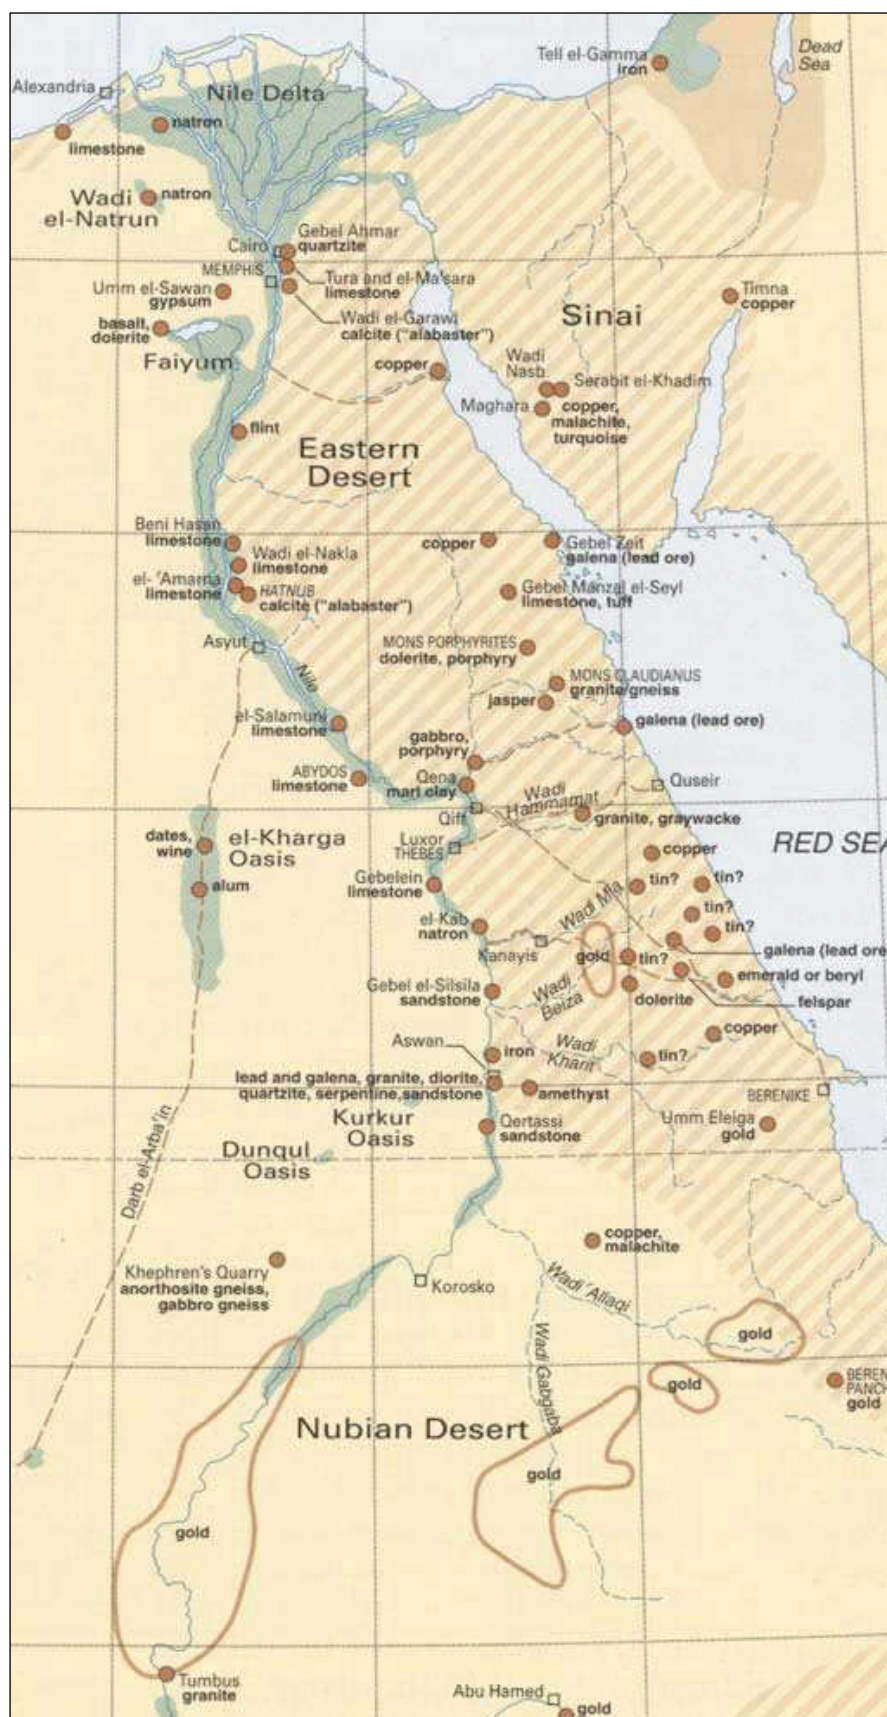 Tell el-Gamma
iron
Dead
Sea
Alexandria
Nile Delta
natron
limestone
Wadi
el-Natrun
natron
Gebel Ahmar
quartzite
Cairo
MEMPHIS
Tura and el-Ma'sara
limestone
Umm el-Sawan
gypsum
Wadi el-Garawi
calcite ("alabaster")
Sinai
Timna
copper
basalt,
dolerite
Faiyum
copper
Wadi
Nasb
Serabit el-Khadim
Maghara
copper,
malachite,
turquoise
flint
Eastern
Desert
Beni Hasan
limestone
Wadi el-Nakla
limestone
el-'Amarna
limestone
HATNUB
calcite ("alabaster")
copper
Gebel Zeit
galena (lead ore)
Gebel Manzal el-Seyl
limestone, tuff
Asyut
Nile
MONS PORPHYRITES
dolerite, porphyry
MONS CLAUDIANUS
granite/gneiss
jasper
el-Salamuni
limestone
galena (lead ore)
gabbro,
porphyry
ABYDOS
limestone
Qena
marl clay
Quseir
Wadi
Hammamat
Qift
granite, graywacke
dates,
wine
el-Kharga
Oasis
Luxor
THEBES
RED SEA
copper
alum
Gebelein
limestone
tin?
tin?
tin?
tin?
Wadi Mia
el-Kab
natron
Kanayis
gold
tin?
galena (lead ore
emerald or beryl
felspar
Gebel el-Silsila
sandstone
Wadi
Beiza
dolerite
copper
Aswan
iron
Wadi
Kharit
tin?
lead and galena, granite, diorite,
quartzite, serpentine,sandstone
amethyst
BERENIKE
Kurkur
Oasis
Qertassi
sandstone
Umm Eleiga
gold
Dunqul
Oasis
Darb el-Arba'in
copper,
malachite
Khephren's Quarry
anorthosite gneiss,
gabbro gneiss
Korosko
Wadi 'Allaqi
Wadi Gabgaba
gold
gold
BEREN
PANCH
gold
Nubian Desert
gold
gold
Tumbus
granite
Abu Hamed
gold